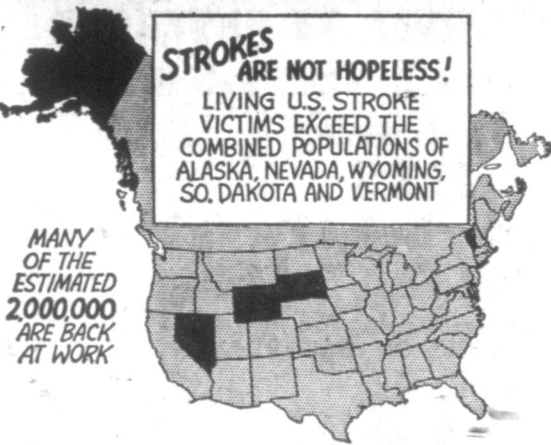 STROKES
ARE NOT HOPELESS!
LIVING U.S. STROKE
VICTIMS EXCEED THE
COMBINED POPULATIONS OF
ALASKA, NEVADA, WYOMING,
SO. DAKOTA AND VERMONT
MANY
OF THE
ESTIMATED
2,000,000
ARE BACK
AT WORK